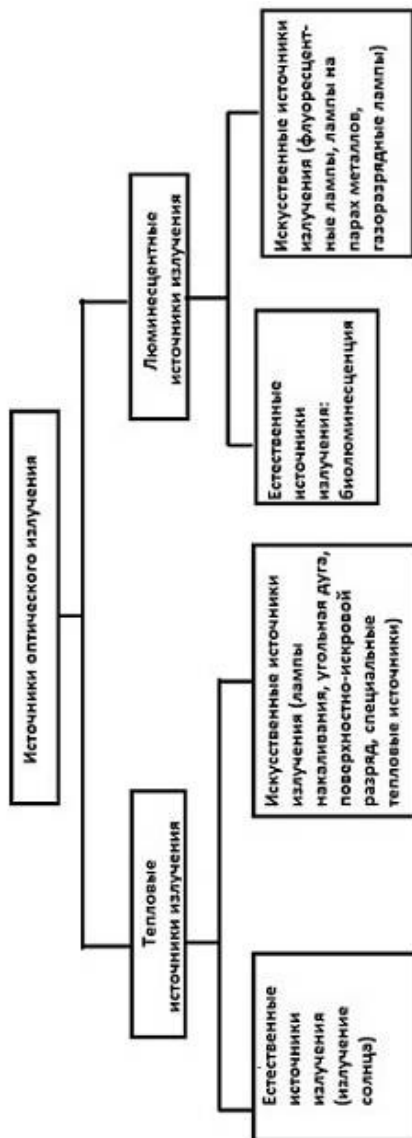 Источники оптического излучения
Тепловые
источники излучения
Люминесцентные
источники излучения
Естественные
источники
излучения
(излучение
солнца)
Искусственные источники
излучения (лампы
накаливания, угольная дуга,
поверхностно-искровой
разряд, специальные
тепловые источники)
Естественные
источники
излучения:
биолюминесценция
Искусственные источники
излучения (флуоресцент-
ные лампы, лампы на
парах металлов,
газоразрядные лампы)